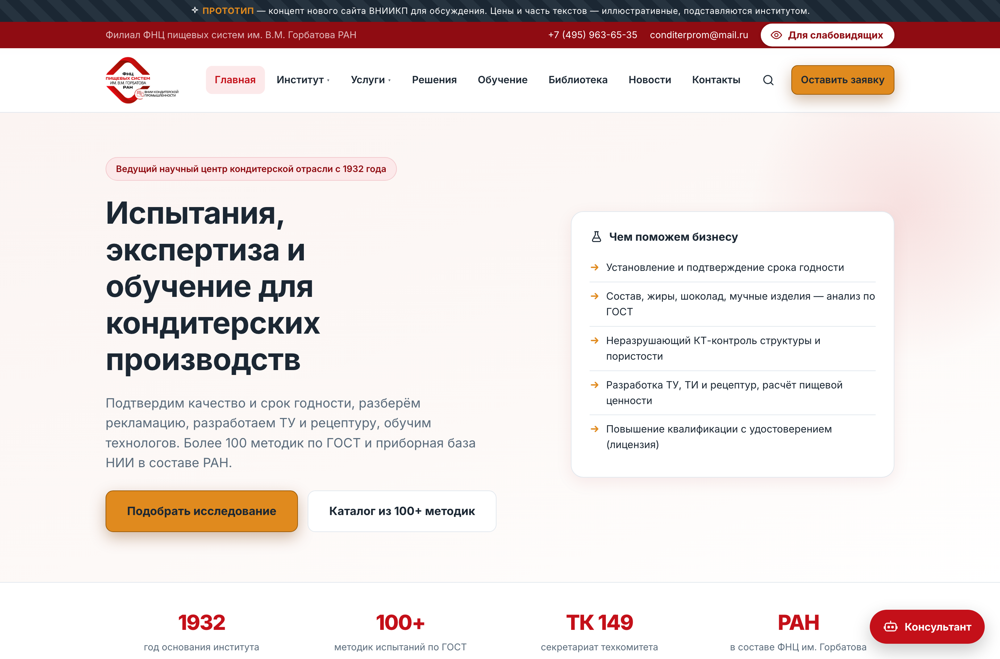 ПРОТОТИП — концепт нового сайта ВНИИКП для обсуждения. Цены и часть текстов — иллюстративные, подставляются институтом.
Филиал ФНЦ пищевых систем им. В.М. Горбатова РАН
+7 (495) 963-65-35
conditerprom@mail.ru
Для слабовидящих
ФНЦ
ПИЩЕВЫХ СИСТЕМ
ИМ. В.М. ГОРБАТОВА
РАН
ВНИИ КОНДИТЕРСКОЙ
ПРОМЫШЛЕННОСТИ
Главная
Институт
Услуги
Решения
Обучение
Библиотека
Новости
Контакты
Оставить заявку
Ведущий научный центр кондитерской отрасли с 1932 года
Испытания,
экспертиза и
обучение для
кондитерских
производств
Подтвердим качество и срок годности, разберём
рекламацию, разработаем ТУ и рецептуру, обучим
технологов. Более 100 методик по ГОСТ и приборная база
НИИ в составе РАН.
Подобрать исследование
Каталог из 100+ методик
Чем поможем бизнесу
Установление и подтверждение срока годности
Состав, жиры, шоколад, мучные изделия — анализ по
ГОСТ
Неразрушающий КТ-контроль структуры и
пористости
Разработка ТУ, ТИ и рецептур, расчёт пищевой
ценности
Повышение квалификации с удостоверением
(лицензия)
1932
год основания института
100+
методик испытаний по ГОСТ
ТК 149
секретариат техкомитета
РАН
в составе ФНЦ им. Горбатова
Консультант